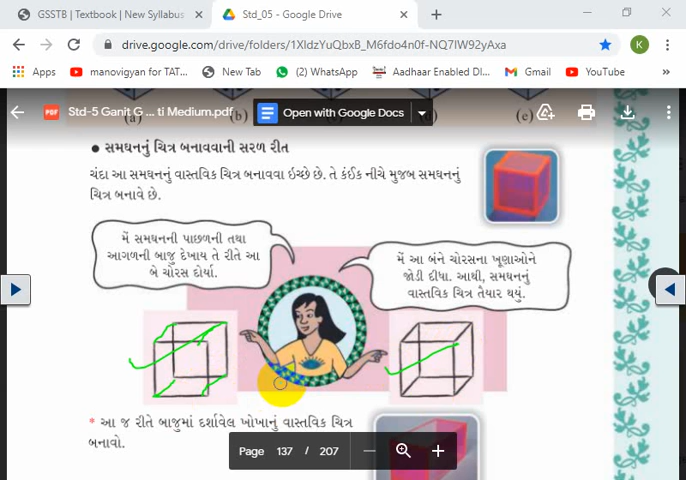 GSSTB | Textbook | New Syllabus
Std_05 - Google Drive
drive.google.com/drive/folders/1XIdzYuQbxB_M6fdo4n0f-NQ7IW92yAxa
K
Apps
manovigyan for TAT...
New Tab
(2) WhatsApp
Aadhaar Enabled DI...
Gmail
YouTube
PDF
Std-5 Ganit G ... ti Medium.pdf
Open with Google Docs
(a) (b) (e)
• સમઘનનું ચિત્ર બનાવવાની સરળ રીત
ચંદા આ સમઘનનું વાસ્તવિક ચિત્ર બનાવવા ઇચ્છે છે. તે કંઈક નીચે મુજબ સમઘનનું
ચિત્ર બનાવે છે.
મેં સમઘનની પાછળની તથા
આગળની બાજુ દેખાય તે રીતે આ
બે ચોરસ દોર્યા.
મેં આ બંને ચોરસના ખૂણાઓને
જોડી દીધા. આથી, સમઘનનું
વાસ્તવિક ચિત્ર તૈયાર થયું.
* આ જ રીતે બાજુમાં દર્શાવેલ ખોખાનું વાસ્તવિક ચિત્ર
બનાવો.
Page 137 / 207